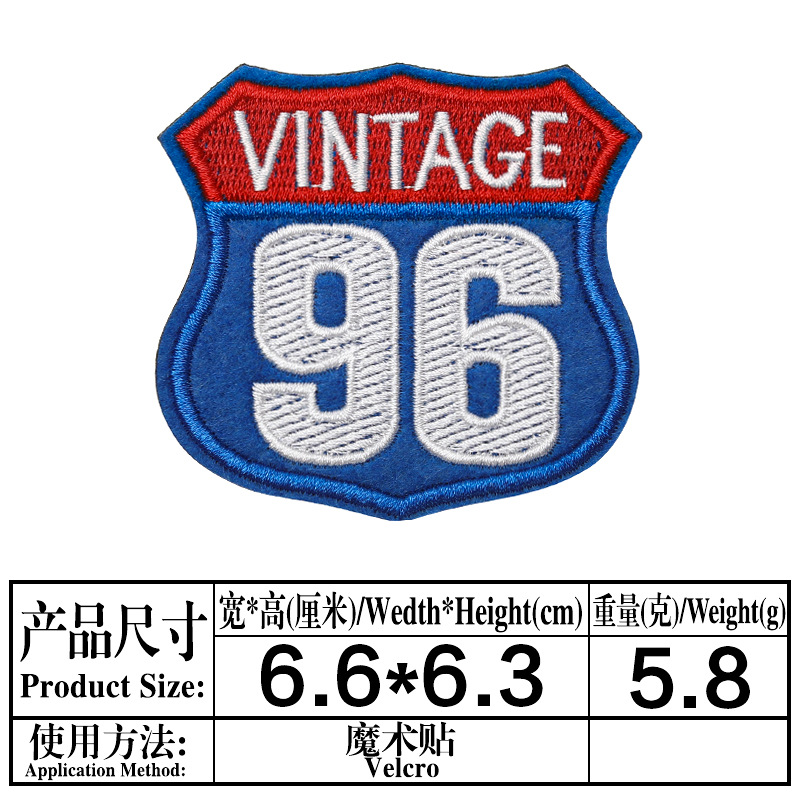 VINTAGE
96
产品尺寸
Product Size:
宽*高(厘米)/Wedth*Height(cm)
重量(克)/Weight(g)
6.6*6.3
5.8
使用方法:
Application Method:
魔术贴
Velcro